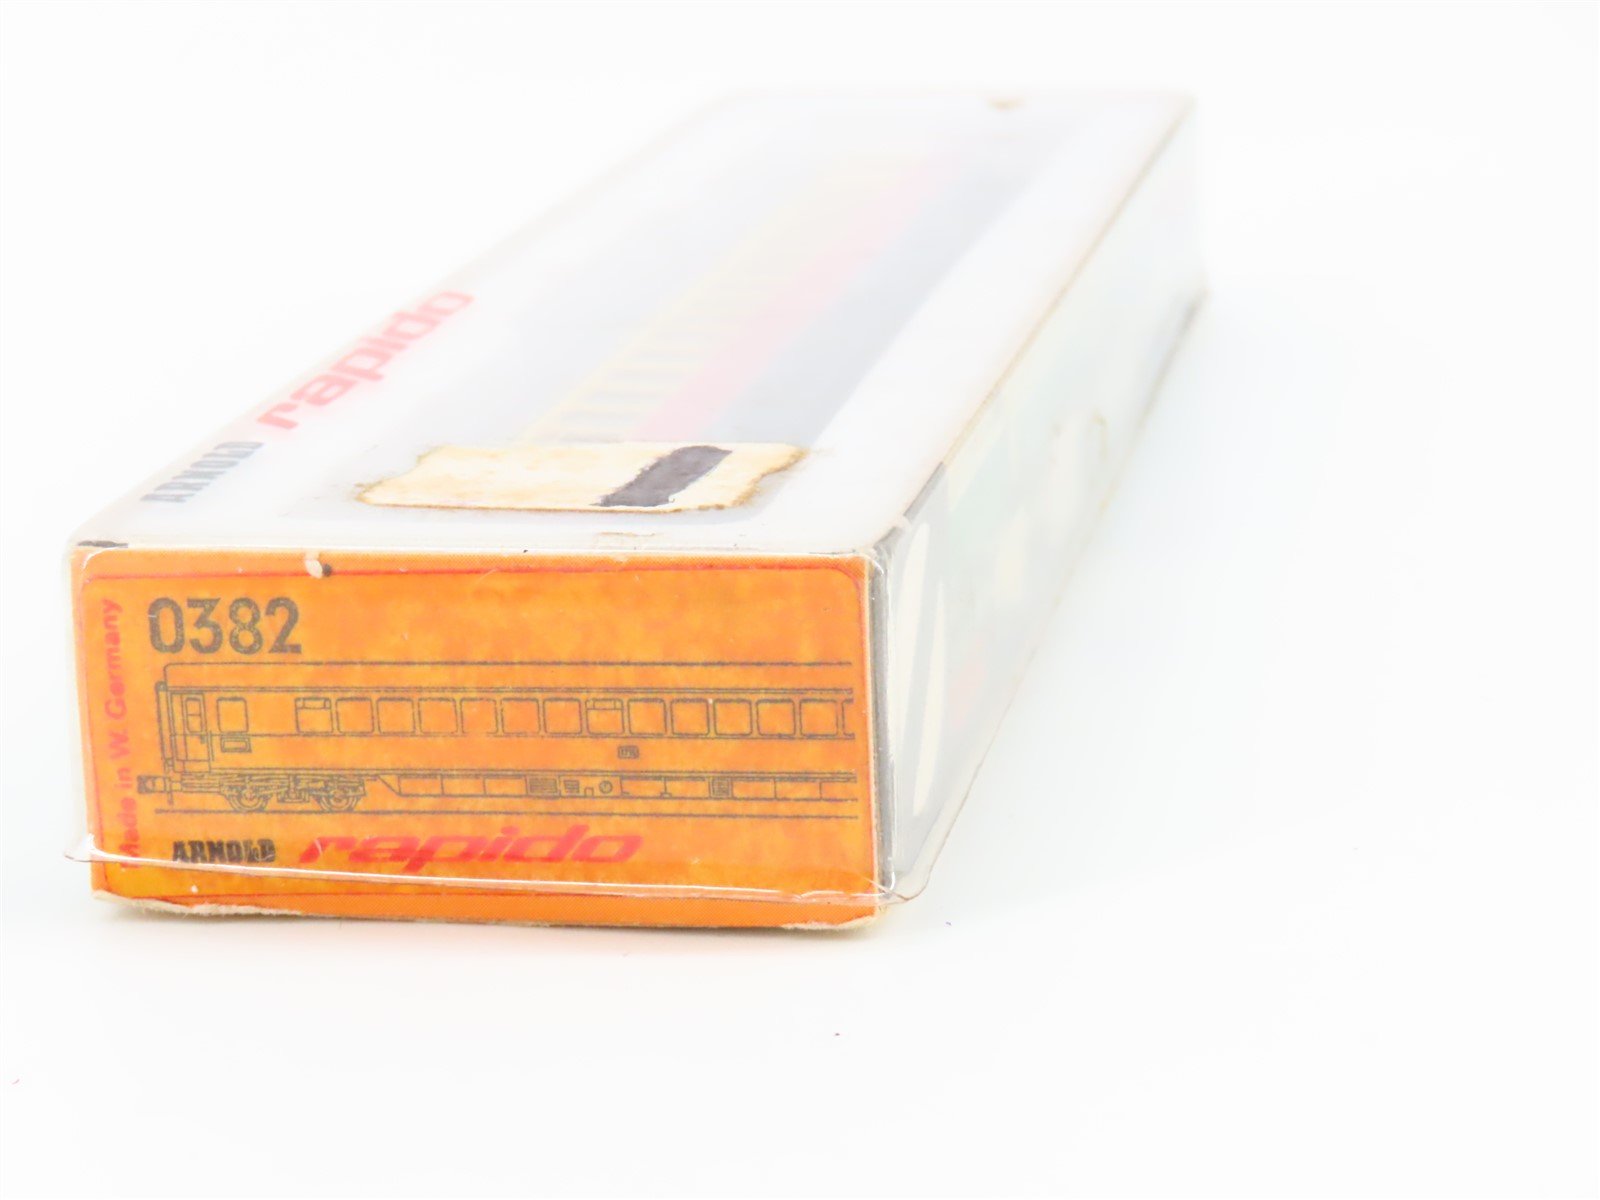 ARNOLD rapido
0382
Made in W. Germany
ARNOLD rapido